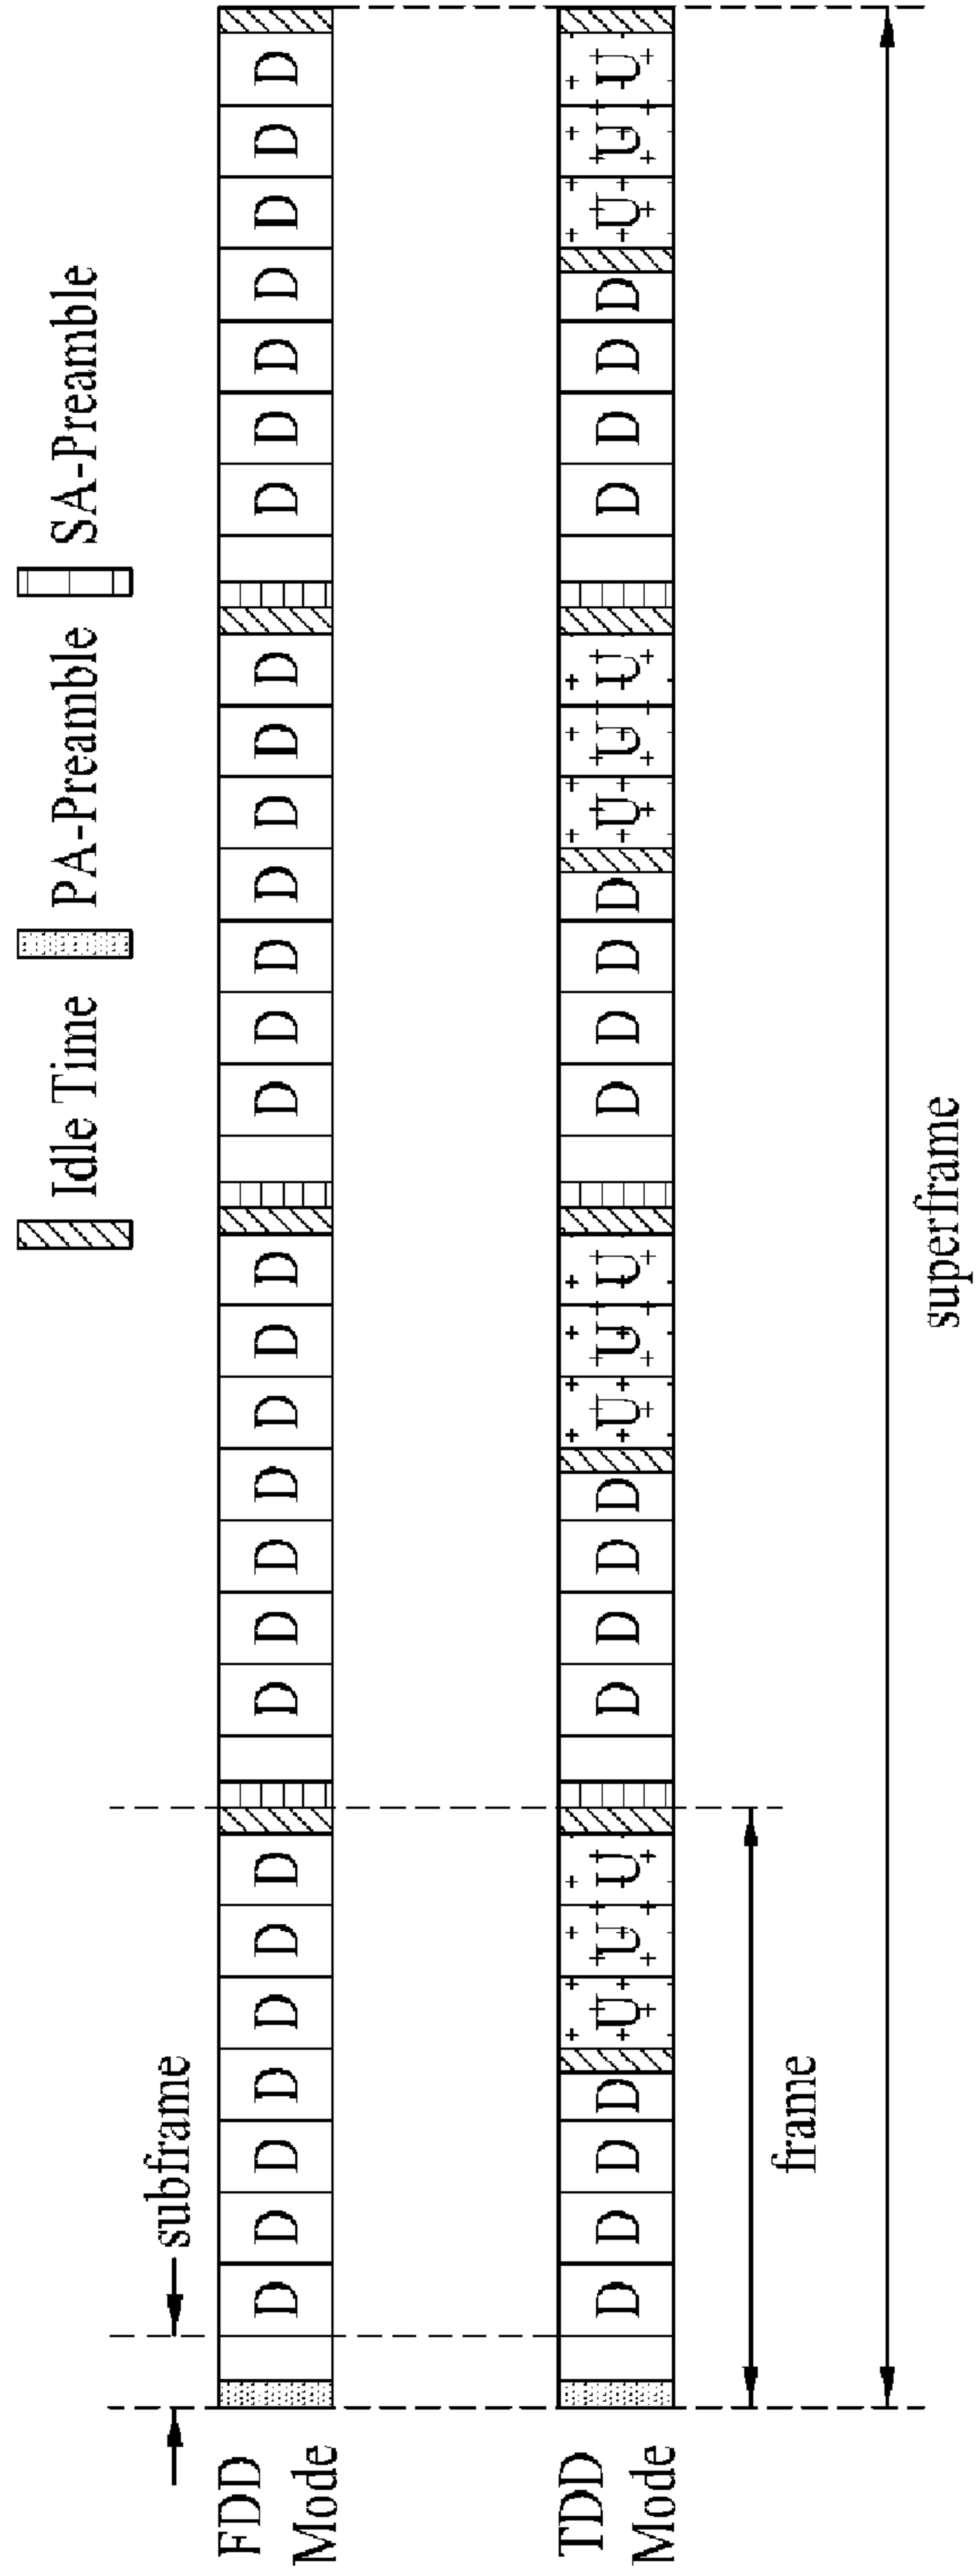 Idle Time PA-Preamble SA-Preamble
subframe
FDD
Mode
D D D D D D D D D D D D D D D D D D D D D D D D D D D D
TDD
Mode
D D D D U U U D D D D U U U D D D D U U U D D D D U U U
frame
superframe